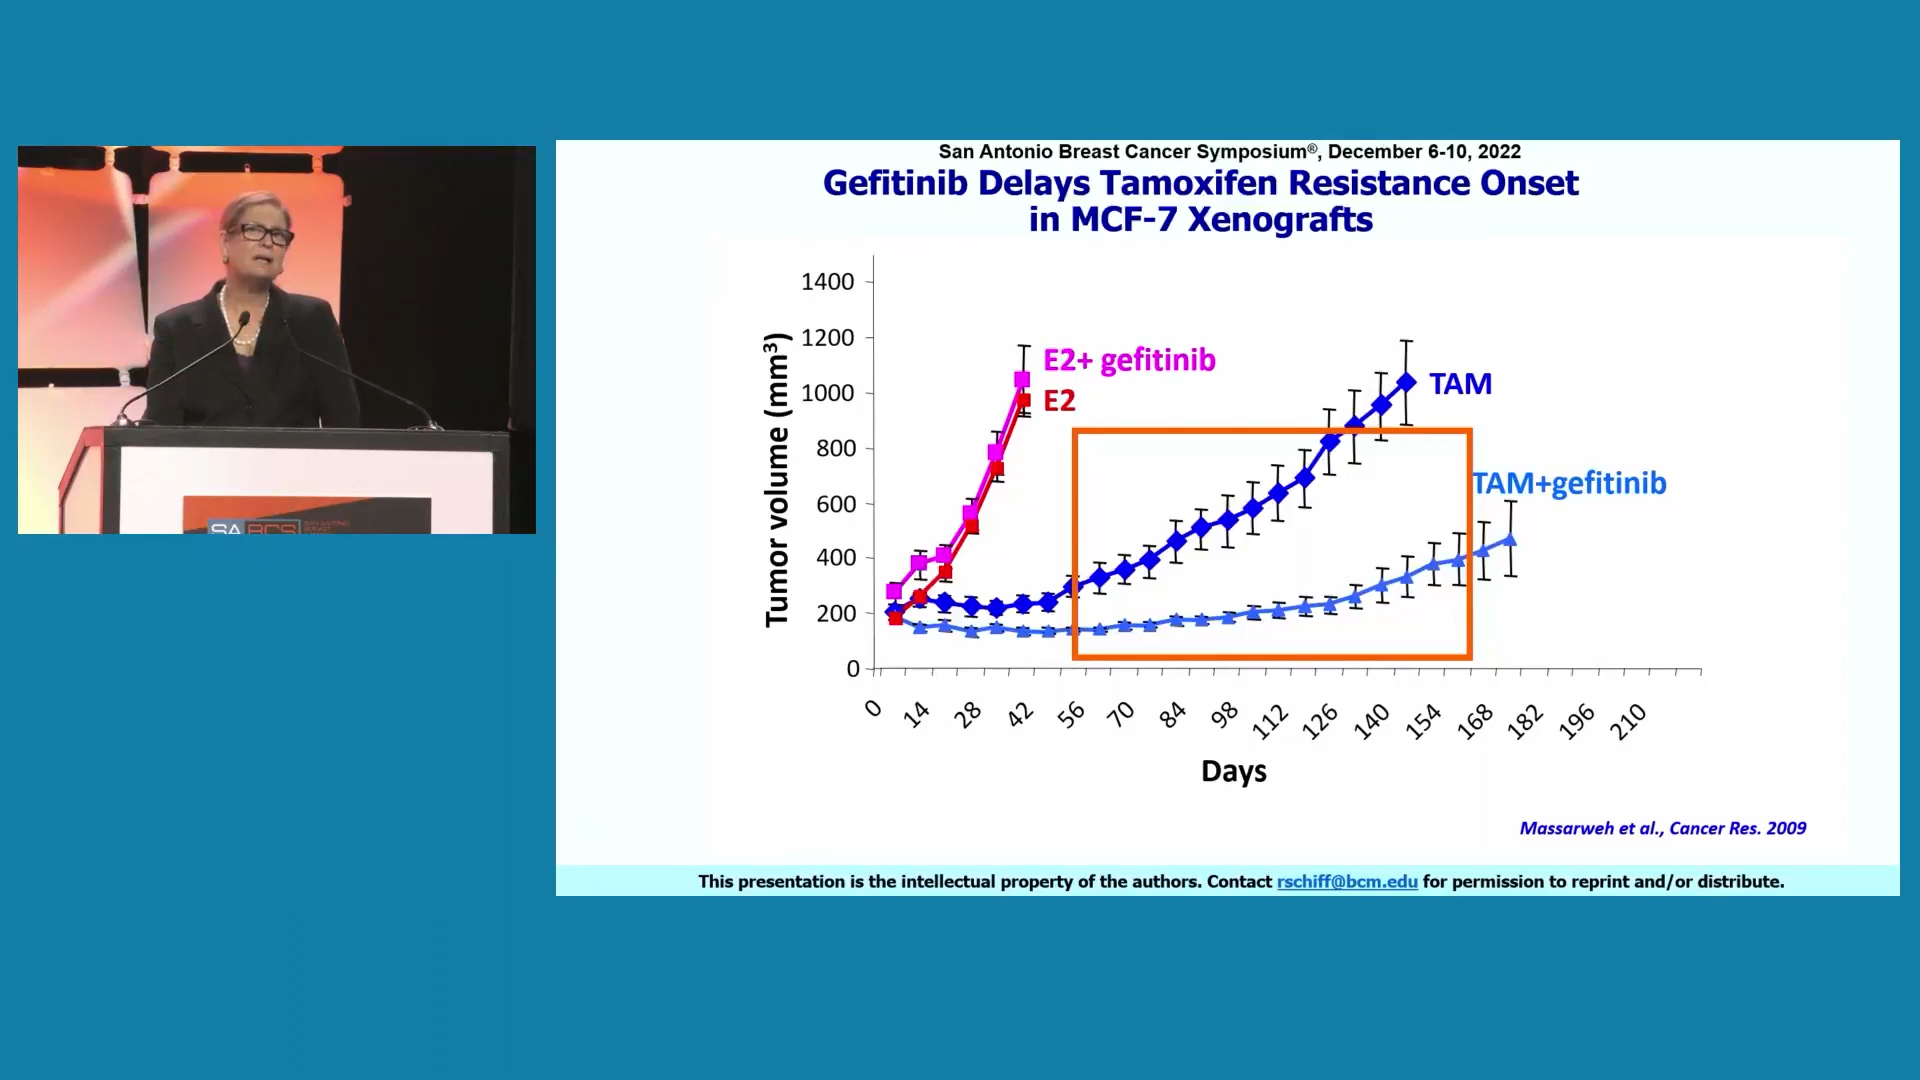 San Antonio Breast Cancer Symposium®, December 6-10, 2022
Gefitinib Delays Tamoxifen Resistance Onset
in MCF-7 Xenografts
Tumor volume (mm³)
1400
1200
1000
800
600
400
200
0
E2+ gefitinib
E2
TAM
TAM+gefitinib
0 14 28 42 56 70 84 98 112 126 140 154 168 182 196 210
Days
Massarweh et al., Cancer Res. 2009
This presentation is the intellectual property of the authors. Contact rschiff@bcm.edu for permission to reprint and/or distribute.
SABCS
SAN ANTONIO
BREAST